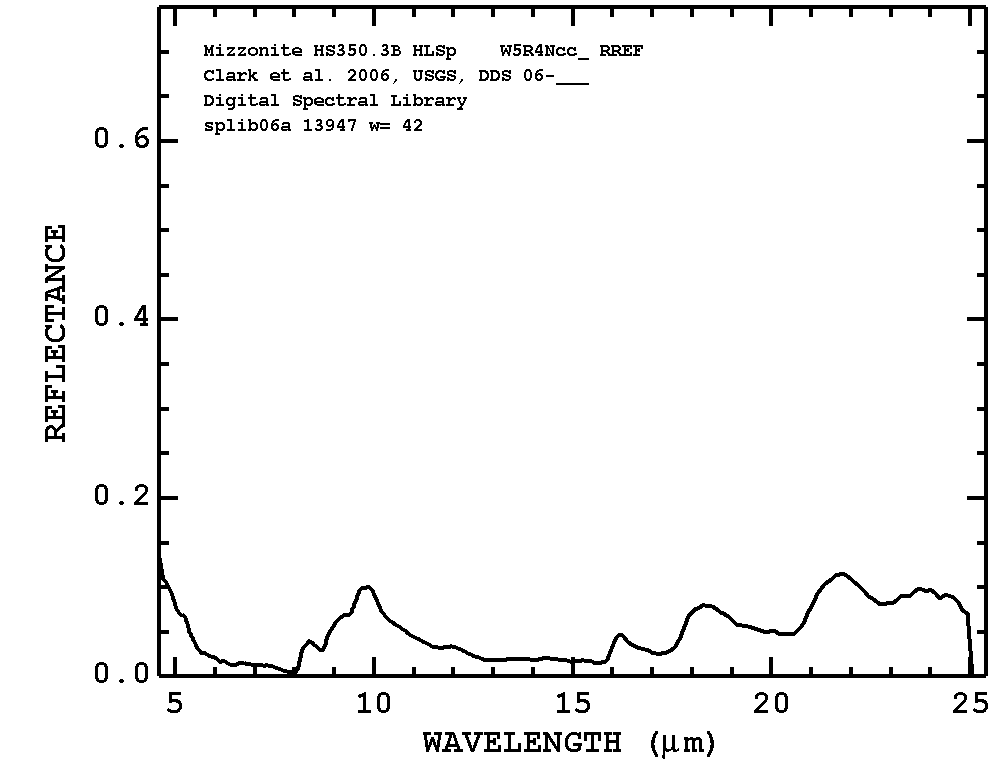 Mizzonite HS350.3B HLSp W5R4Ncc_ RREF
Clark et al. 2006, USGS, DDS 06-___
Digital Spectral Library
splib06a 13947 w= 42
0.6
0.4
0.2
0.0
REFLECTANCE
5 10 15 20 25
WAVELENGTH (μm)